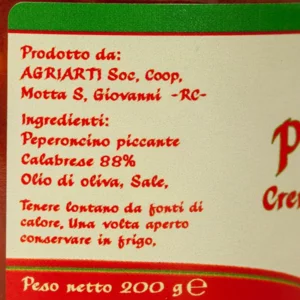 Prodotto da:
AGRIARTI Soc, Coop,
Motta S, Giovanni -RC-
Ingredienti:
Peperoncino piccante
Calabrese 88%
Olio di oliva, Sale,
Tenere lontano da fonti di
calore, Una volta aperto
conservare in frigo,
Peso netto 200 g ℮
P
Cre